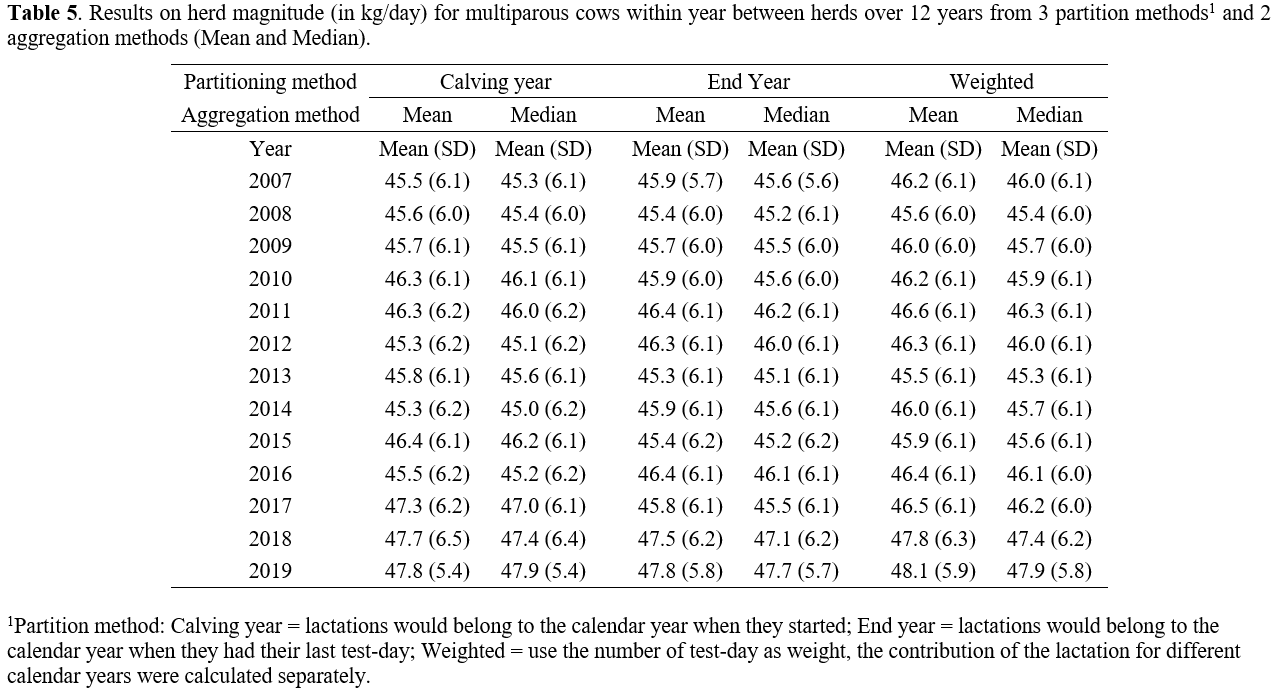 Table 5. Results on herd magnitude (in kg/day) for multiparous cows within year between herds over 12 years from 3 partition methods¹ and 2
aggregation methods (Mean and Median).
Partitioning method Calving year End Year Weighted
Aggregation method Mean Median Mean Median Mean Median
Year Mean (SD) Mean (SD) Mean (SD) Mean (SD) Mean (SD) Mean (SD)
2007 45.5 (6.1) 45.3 (6.1) 45.9 (5.7) 45.6 (5.6) 46.2 (6.1) 46.0 (6.1)
2008 45.6 (6.0) 45.4 (6.0) 45.4 (6.0) 45.2 (6.1) 45.6 (6.0) 45.4 (6.0)
2009 45.7 (6.1) 45.5 (6.1) 45.7 (6.0) 45.5 (6.0) 46.0 (6.0) 45.7 (6.0)
2010 46.3 (6.1) 46.1 (6.1) 45.9 (6.0) 45.6 (6.0) 46.2 (6.1) 45.9 (6.1)
2011 46.3 (6.2) 46.0 (6.2) 46.4 (6.1) 46.2 (6.1) 46.6 (6.1) 46.3 (6.1)
2012 45.3 (6.2) 45.1 (6.2) 46.3 (6.1) 46.0 (6.1) 46.3 (6.1) 46.0 (6.1)
2013 45.8 (6.1) 45.6 (6.1) 45.3 (6.1) 45.1 (6.1) 45.5 (6.1) 45.3 (6.1)
2014 45.3 (6.2) 45.0 (6.2) 45.9 (6.1) 45.6 (6.1) 46.0 (6.1) 45.7 (6.1)
2015 46.4 (6.1) 46.2 (6.1) 45.4 (6.2) 45.2 (6.2) 45.9 (6.1) 45.6 (6.1)
2016 45.5 (6.2) 45.2 (6.2) 46.4 (6.1) 46.1 (6.1) 46.4 (6.1) 46.1 (6.0)
2017 47.3 (6.2) 47.0 (6.1) 45.8 (6.1) 45.5 (6.1) 46.5 (6.1) 46.2 (6.0)
2018 47.7 (6.5) 47.4 (6.4) 47.5 (6.2) 47.1 (6.2) 47.8 (6.3) 47.4 (6.2)
2019 47.8 (5.4) 47.9 (5.4) 47.8 (5.8) 47.7 (5.7) 48.1 (5.9) 47.9 (5.8)
¹Partition method: Calving year = lactations would belong to the calendar year when they started; End year = lactations would belong to the
calendar year when they had their last test-day; Weighted = use the number of test-day as weight, the contribution of the lactation for different
calendar years were calculated separately.